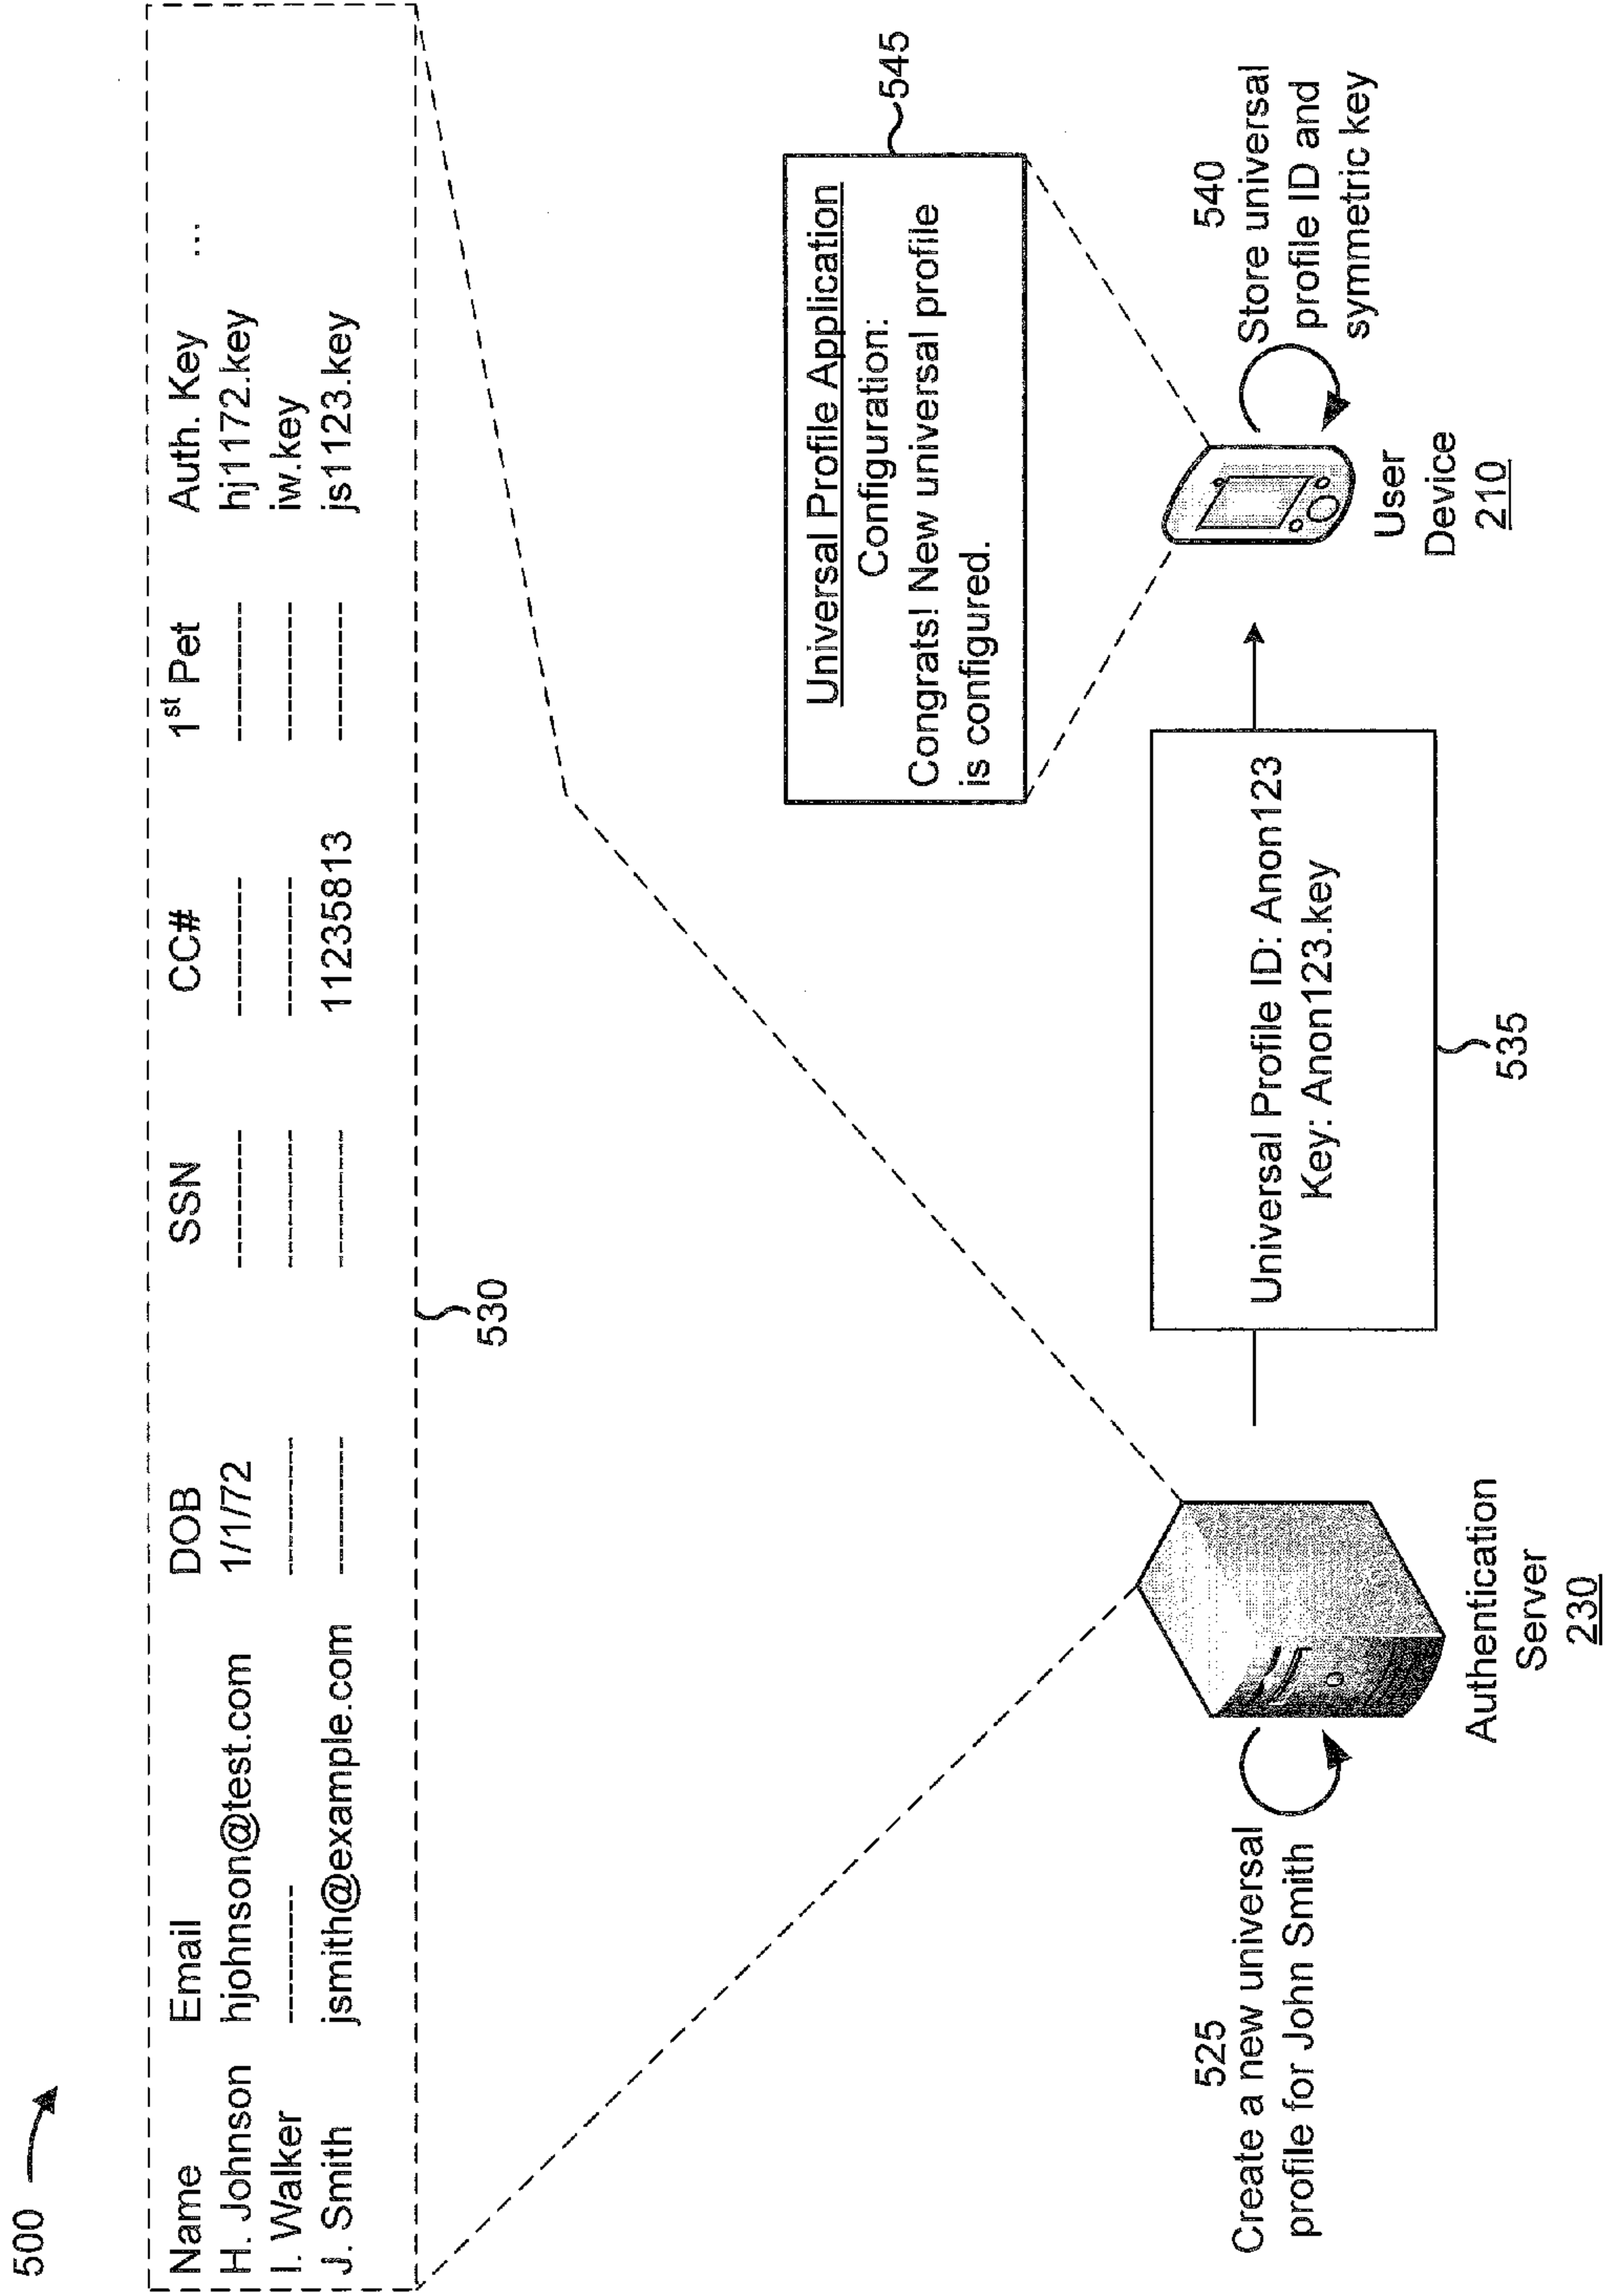 500
Name Email DOB SSN CC# 1st Pet Auth. Key ...
H. Johnson hjohnson@test.com 1/1/72 --------- --------- --------- hj1172.key
I. Walker --------- --------- --------- --------- --------- iw.key
J. Smith jsmith@example.com --------- --------- 11235813 --------- js1123.key
530
Universal Profile Application
Configuration:
Congrats! New universal profile
is configured.
545
525
Create a new universal
profile for John Smith
Authentication
Server
230
Universal Profile ID: Anon123
Key: Anon123.key
535
User
Device
210
540
Store universal
profile ID and
symmetric key